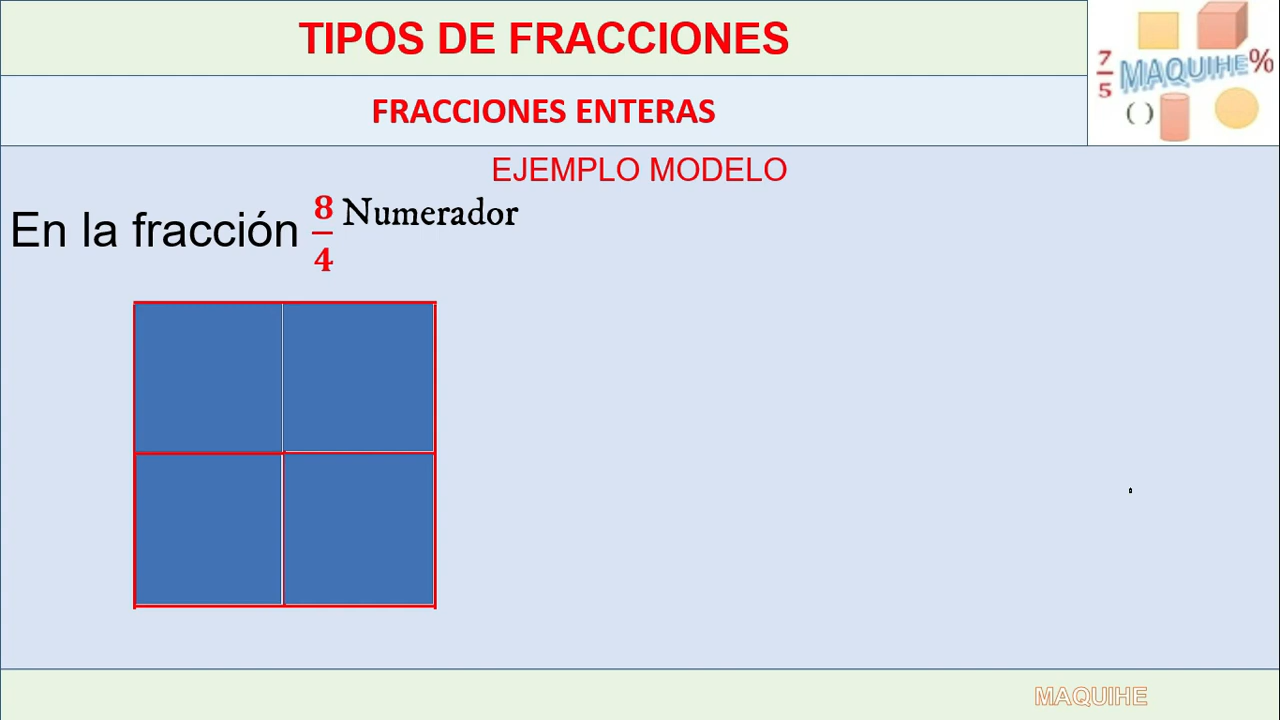 TIPOS DE FRACCIONES
7
5
MAQUIHE %
( )
FRACCIONES ENTERAS
EJEMPLO MODELO
En la fracción 8/4 Numerador
MAQUIHE